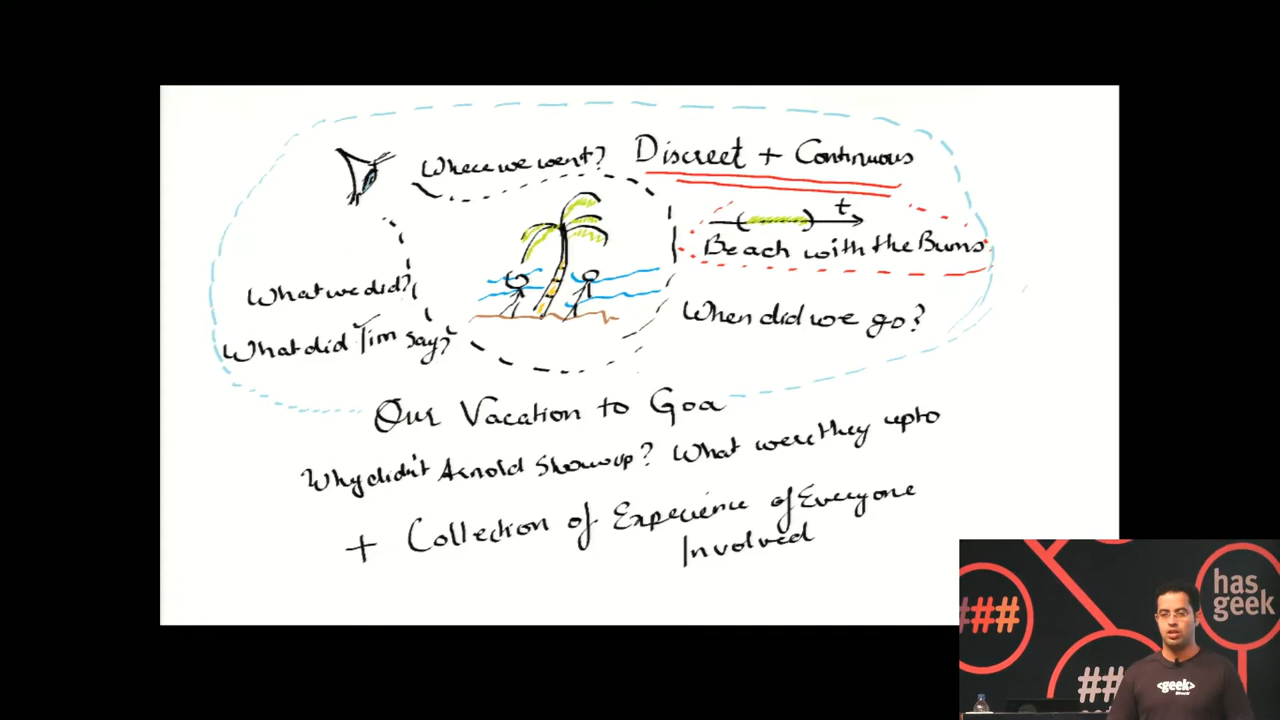 Where we went? Discreet + Continuous
t
Beach with the Bums
What we did?
When did we go?
What did Tim say?
Our Vacation to Goa
Why didn't Arnold Show up? What were they upto
+ Collection of Experience of Everyone
Involved
has
geek
###
##
<geek>